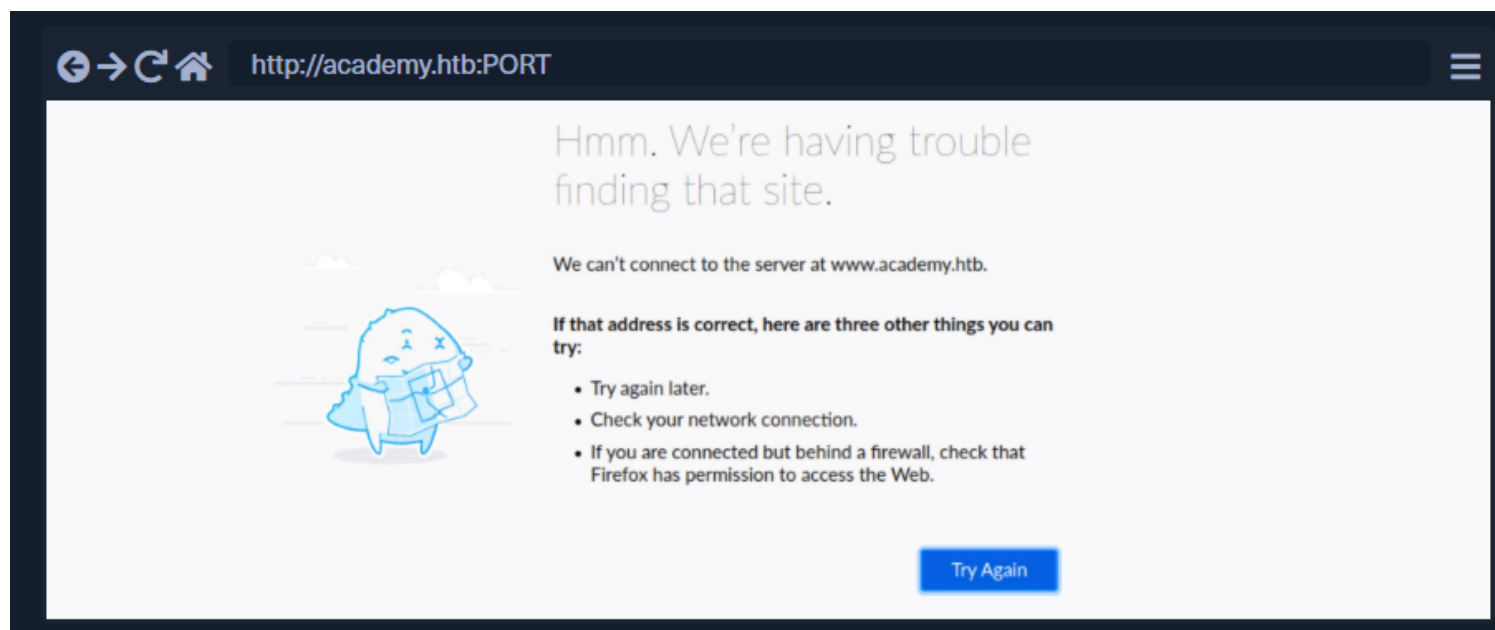 http://academy.htb:PORT
Hmm. We're having trouble
finding that site.
We can't connect to the server at www.academy.htb.
If that address is correct, here are three other things you can
try:
• Try again later.
• Check your network connection.
• If you are connected but behind a firewall, check that
Firefox has permission to access the Web.
Try Again